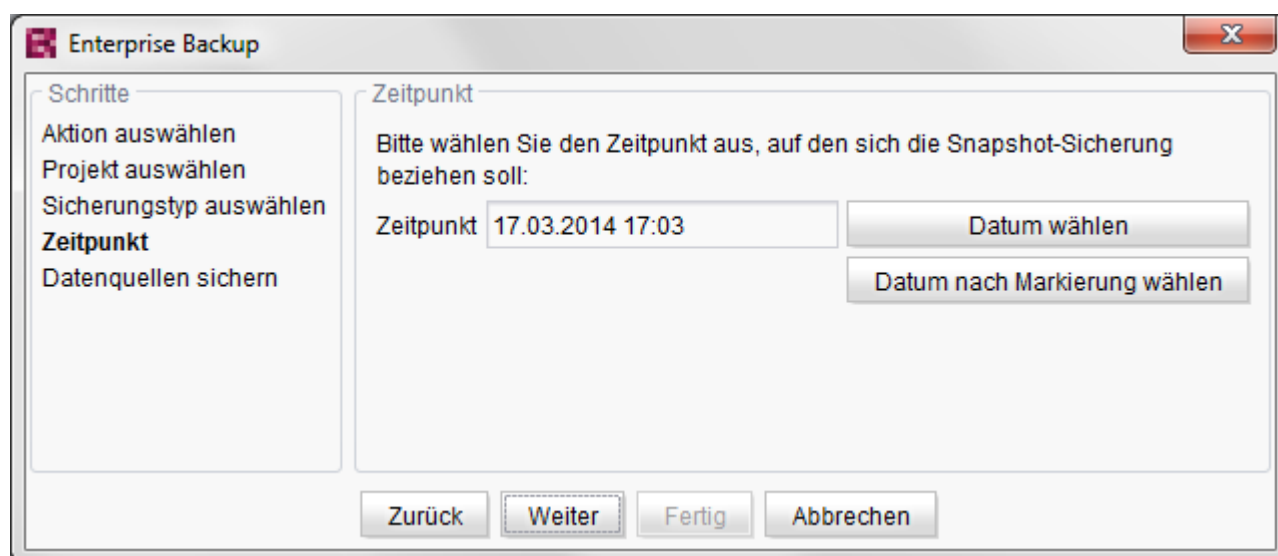 Enterprise Backup
Schritte
Aktion auswählen
Projekt auswählen
Sicherungstyp auswählen
Zeitpunkt
Datenquellen sichern
Zeitpunkt
Bitte wählen Sie den Zeitpunkt aus, auf den sich die Snapshot-Sicherung
beziehen soll:
Zeitpunkt 17.03.2014 17:03 Datum wählen
Datum nach Markierung wählen
Zurück Weiter Fertig Abbrechen